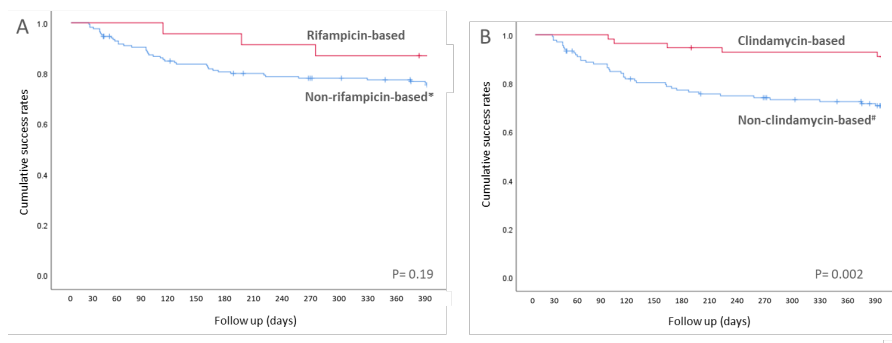 A
Rifampicin-based
Non-rifampicin-based*
Cumulative success rates
1.0
0.8
0.6
0.4
0.2
0.0
P= 0.19
0 30 60 90 120 150 180 210 240 270 300 330 360 390
Follow up (days)
B
Clindamycin-based
Non-clindamycin-based#
Cumulative success rates
1.0
0.8
0.6
0.4
0.2
0.0
P= 0.002
0 30 60 90 120 150 180 210 240 270 300 330 360 390
Follow up (days)